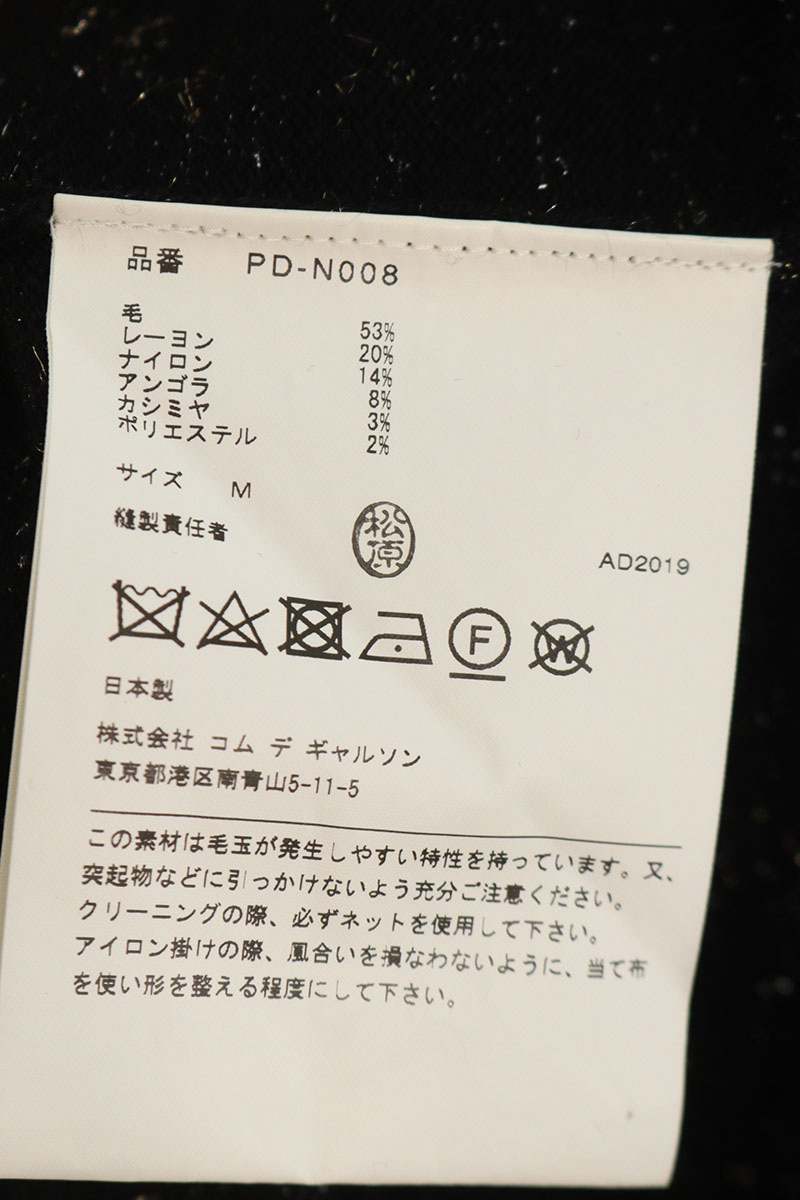 品番 PD-N008
毛 53%
レーヨン 20%
ナイロン 14%
アンゴラ 8%
カシミヤ 3%
ポリエステル 2%
サイズ M
縫製責任者 松原
AD2019
F W
日本製
株式会社 コム デ ギャルソン
東京都港区南青山5-11-5
この素材は毛玉が発生しやすい特性を持っています。又、
突起物などに引っかけないよう充分ご注意ください。
クリーニングの際、必ずネットを使用して下さい。
アイロン掛けの際、風合いを損なわないように、当て布
を使い形を整える程度にして下さい。